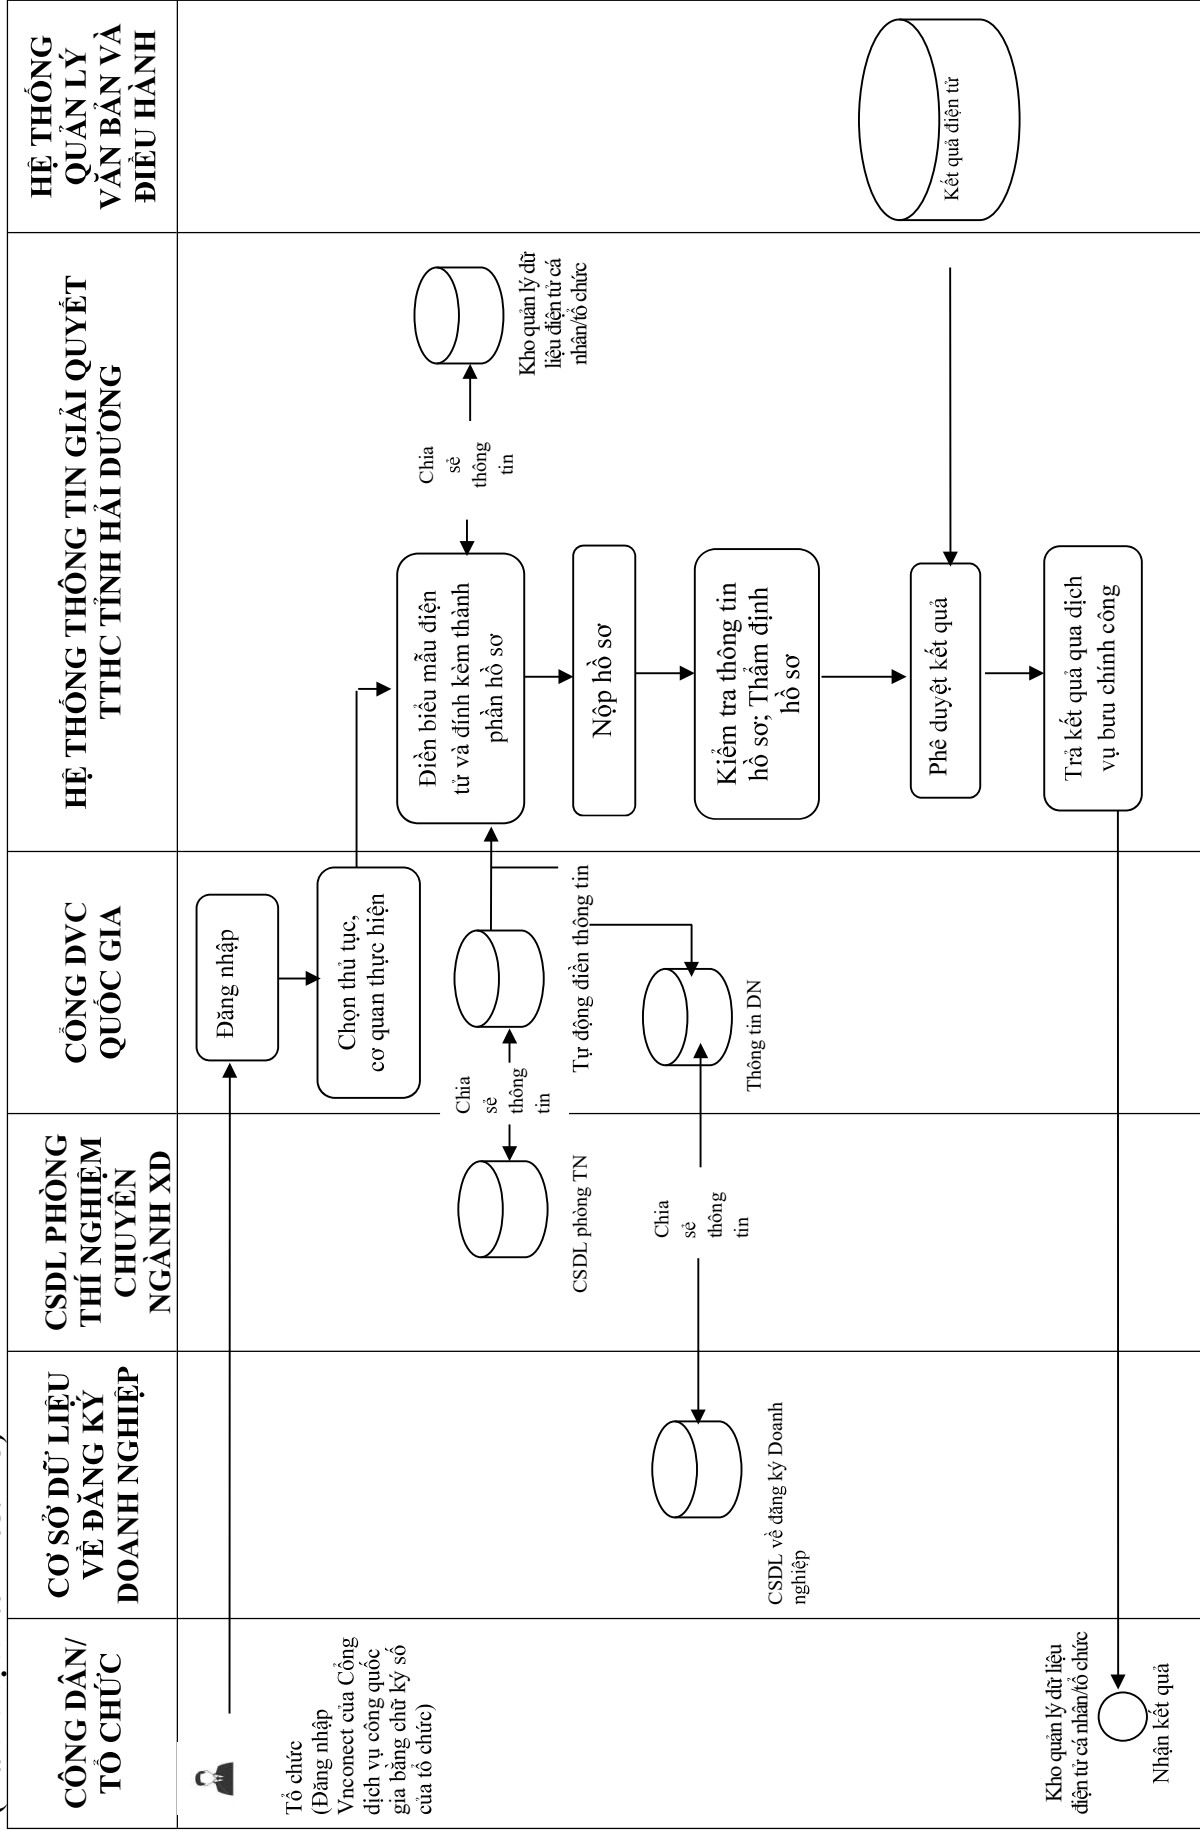 CÔNG DÂN/
TỔ CHỨC
CƠ SỞ DỮ LIỆU
VỀ ĐĂNG KÝ
DOANH NGHIỆP
CSDL PHÒNG
THÍ NGHIỆM
CHUYÊN
NGÀNH XD
CỔNG DVC
QUỐC GIA
HỆ THỐNG THÔNG TIN GIẢI QUYẾT
TTHC TỈNH HẢI DƯƠNG
HỆ THỐNG
QUẢN LÝ
VĂN BẢN VÀ
ĐIỀU HÀNH
Tổ chức
(Đăng nhập
Vnconect của Cổng
dịch vụ công quốc
gia bằng chữ ký số
của tổ chức)
Đăng nhập
Chọn thủ tục,
cơ quan thực hiện
Điền biểu mẫu điện
tử và đính kèm thành
phần hồ sơ
Chia
sẻ
thông
tin
Kho quản lý dữ
liệu điện tử cá
nhân/tổ chức
CSDL phòng TN
Chia
sẻ
thông
tin
Tự động điền thông tin
Nộp hồ sơ
CSDL về đăng ký Doanh
nghiệp
Chia
sẻ
thông
tin
Thông tin DN
Kiểm tra thông tin
hồ sơ; Thẩm định
hồ sơ
Phê duyệt kết quả
Kết quả điện tử
Trả kết quả qua dịch
vụ bưu chính công
Kho quản lý dữ liệu
điện tử cá nhân/tổ chức
Nhận kết quả